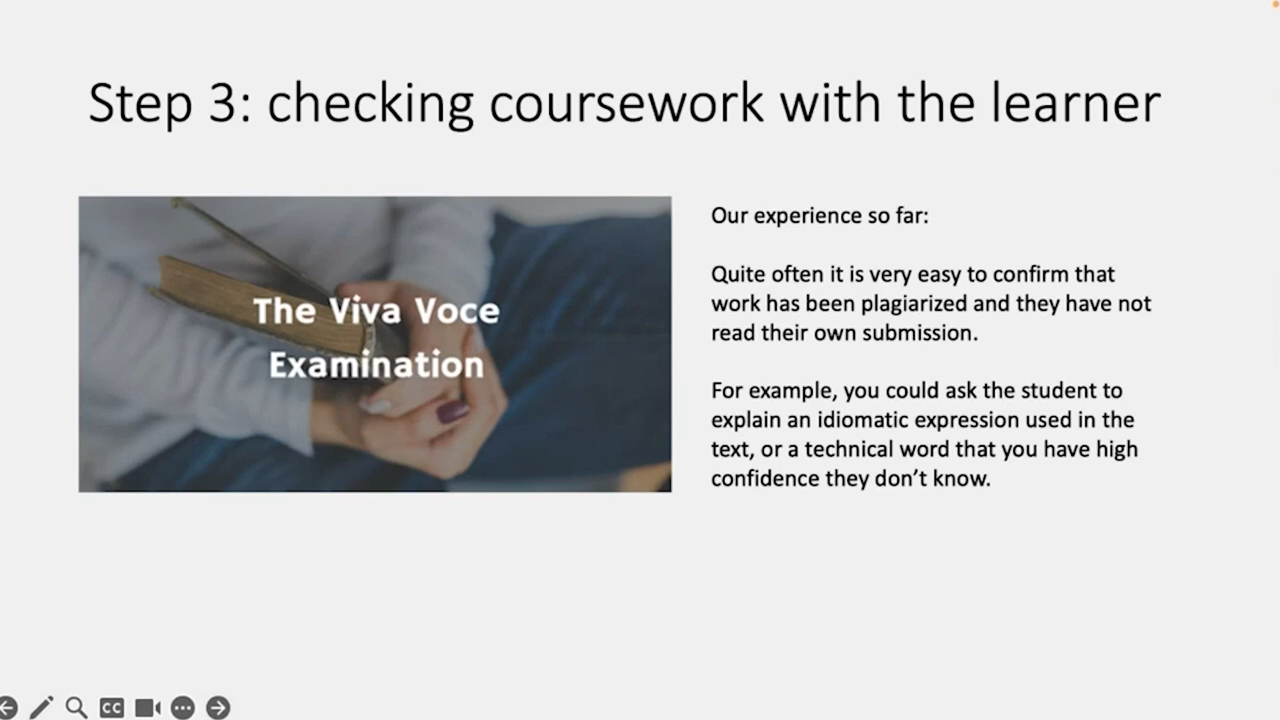 Step 3: checking coursework with the learner
The Viva Voce
Examination
Our experience so far:
Quite often it is very easy to confirm that
work has been plagiarized and they have not
read their own submission.
For example, you could ask the student to
explain an idiomatic expression used in the
text, or a technical word that you have high
confidence they don’t know.
CC